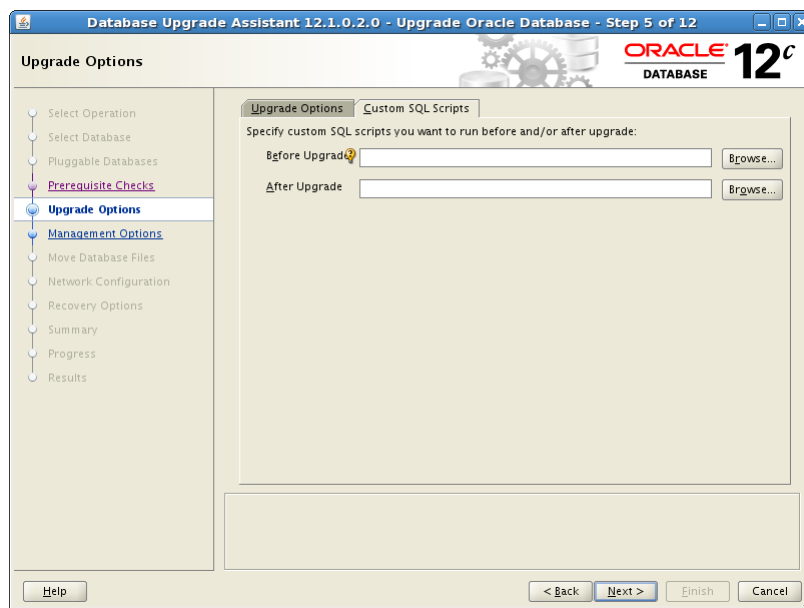 Database Upgrade Assistant 12.1.0.2.0 - Upgrade Oracle Database - Step 5 of 12
Upgrade Options
ORACLE
DATABASE
12c
Select Operation
Select Database
Pluggable Databases
Prerequisite Checks
Upgrade Options
Management Options
Move Database Files
Network Configuration
Recovery Options
Summary
Progress
Results
Upgrade Options Custom SQL Scripts
Specify custom SQL scripts you want to run before and/or after upgrade:
Before Upgrade Browse...
After Upgrade Browse...
Help < Back Next > Finish Cancel